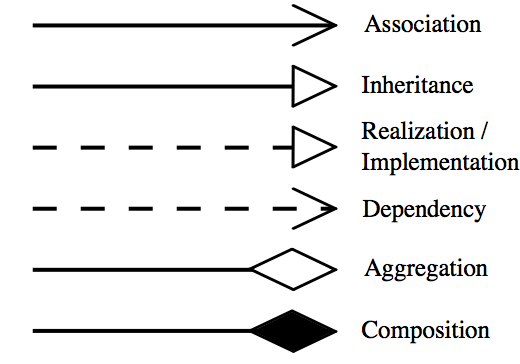 Association
Inheritance
Realization /
Implementation
Dependency
Aggregation
Composition